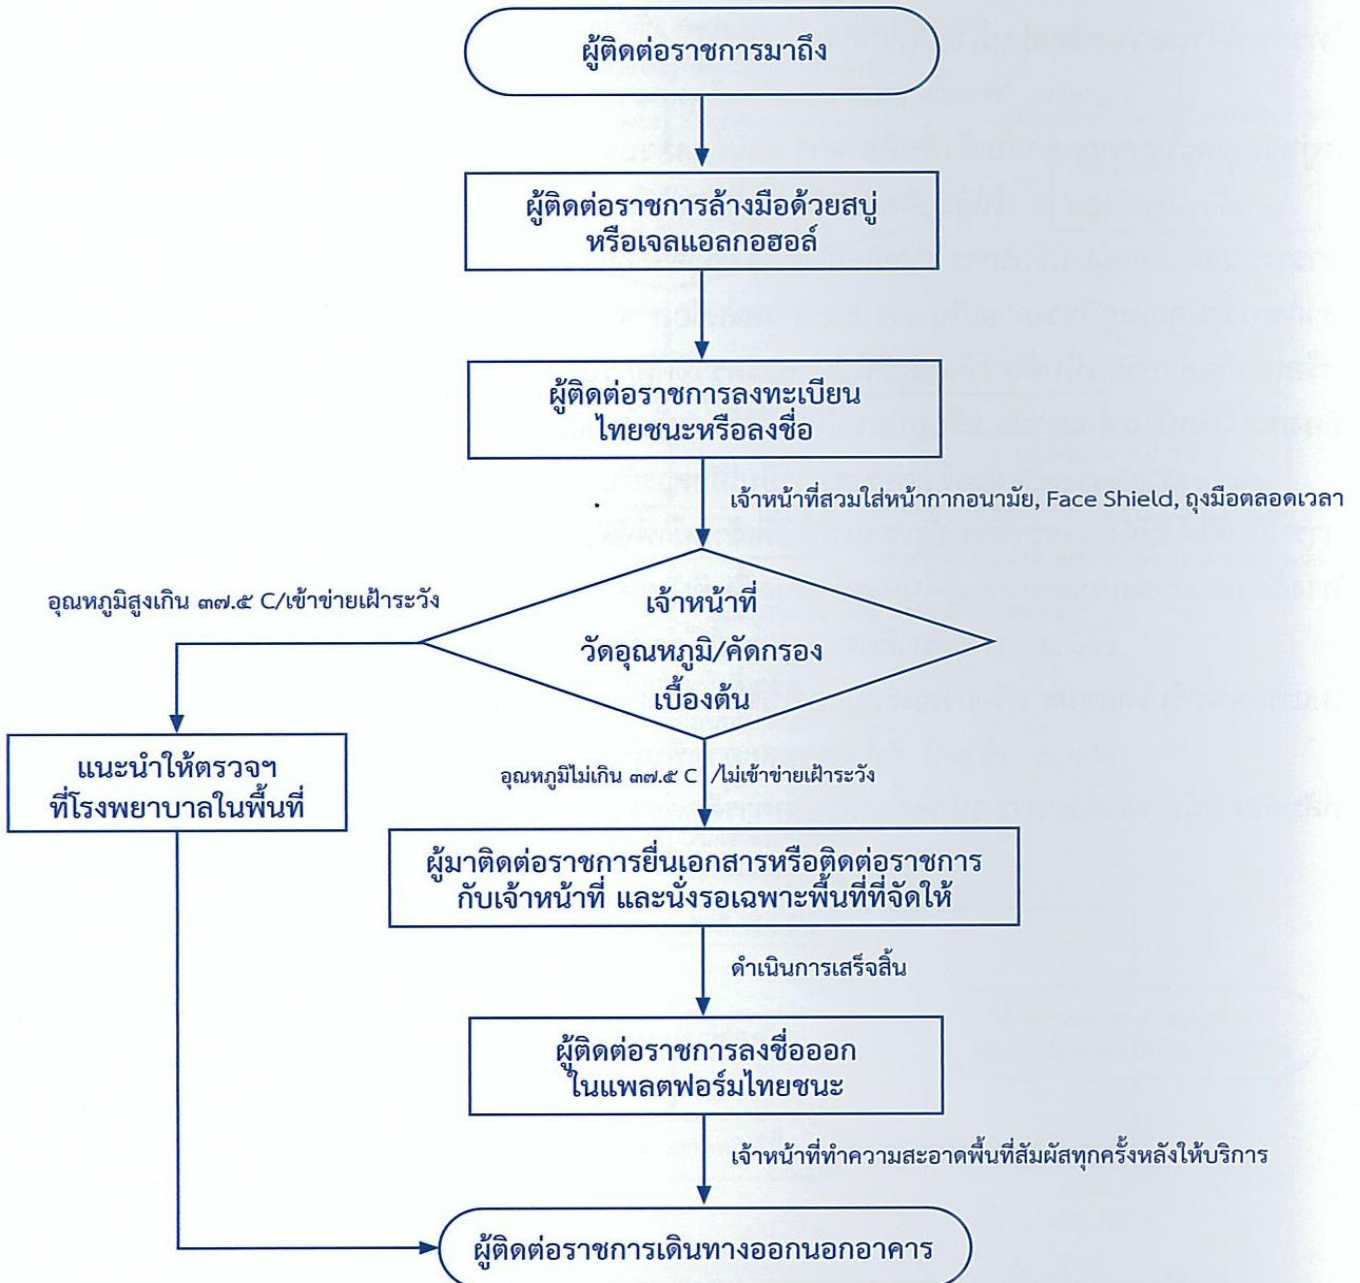 ผู้ติดต่อราชการมาถึง
ผู้ติดต่อราชการล้างมือด้วยสบู่
หรือเจลแอลกอฮอล์
ผู้ติดต่อราชการลงทะเบียน
ไทยชนะหรือลงชื่อ
เจ้าหน้าที่สวมใส่หน้ากากอนามัย, Face Shield, ถุงมือตลอดเวลา
อุณหภูมิสูงเกิน ๓๗.๕ C/เข้าข่ายเฝ้าระวัง
เจ้าหน้าที่
วัดอุณหภูมิ/คัดกรอง
เบื้องต้น
แนะนำให้ตรวจฯ
ที่โรงพยาบาลในพื้นที่
อุณหภูมิไม่เกิน ๓๗.๕ C /ไม่เข้าข่ายเฝ้าระวัง
ผู้มาติดต่อราชการยื่นเอกสารหรือติดต่อราชการ
กับเจ้าหน้าที่ และนั่งรอเฉพาะพื้นที่ที่จัดให้
ดำเนินการเสร็จสิ้น
ผู้ติดต่อราชการลงชื่อออก
ในแพลตฟอร์มไทยชนะ
เจ้าหน้าที่ทำความสะอาดพื้นที่สัมผัสทุกครั้งหลังให้บริการ
ผู้ติดต่อราชการเดินทางออกนอกอาคาร